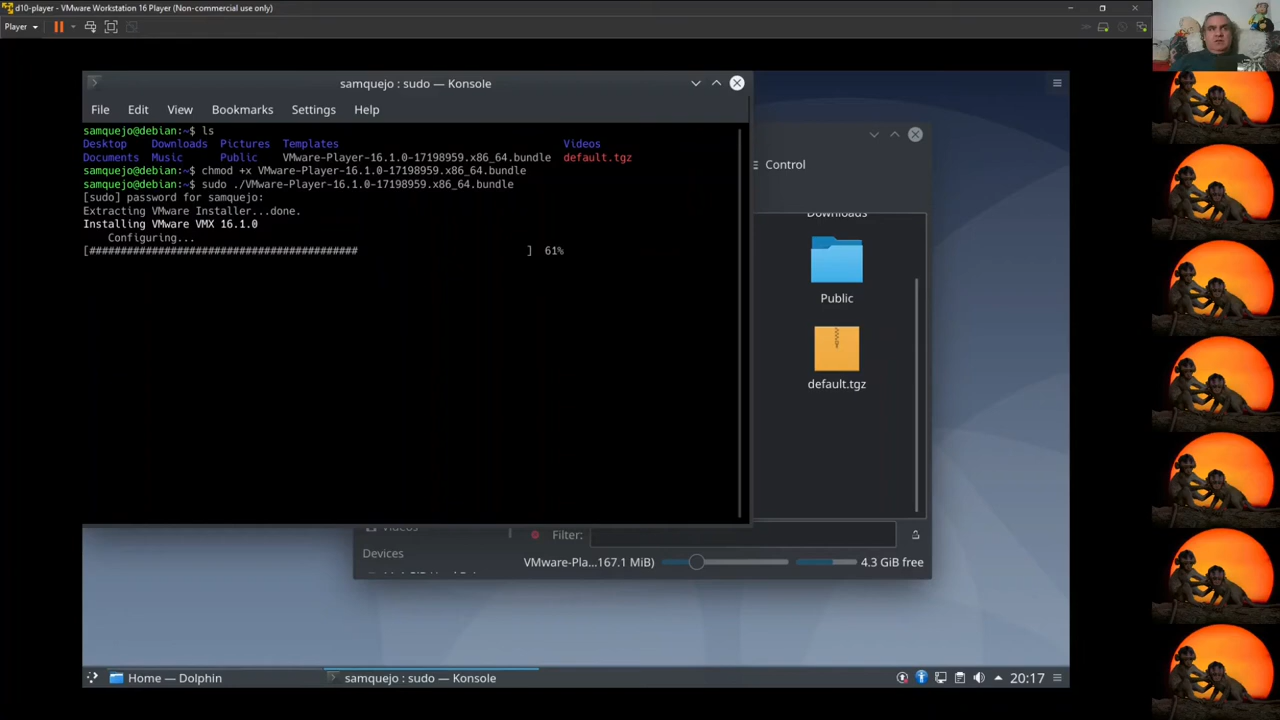 d10-player - VMware Workstation 16 Player (Non-commercial use only)
Player
samquejo : sudo — Konsole
File Edit View Bookmarks Settings Help
samquejo@debian:~$ ls
Desktop Downloads Pictures Templates Videos
Documents Music Public VMware-Player-16.1.0-17198959.x86_64.bundle default.tgz
samquejo@debian:~$ chmod +x VMware-Player-16.1.0-17198959.x86_64.bundle
samquejo@debian:~$ sudo ./VMware-Player-16.1.0-17198959.x86_64.bundle
[sudo] password for samquejo:
Extracting VMware Installer...done.
Installing VMware VMX 16.1.0
Configuring...
[########################################### ] 61%
Control
Downloads
Public
default.tgz
Videos
Filter:
Devices
VMware-Pla...167.1 MiB)
4.3 GiB free
Home — Dolphin
samquejo : sudo — Konsole
20:17